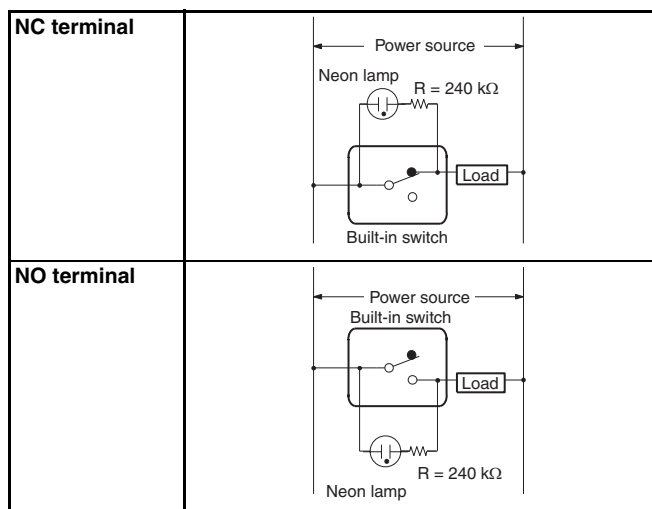 NC terminal
Power source
Neon lamp
R = 240 kΩ
Load
Built-in switch
NO terminal
Power source
Built-in switch
Load
R = 240 kΩ
Neon lamp